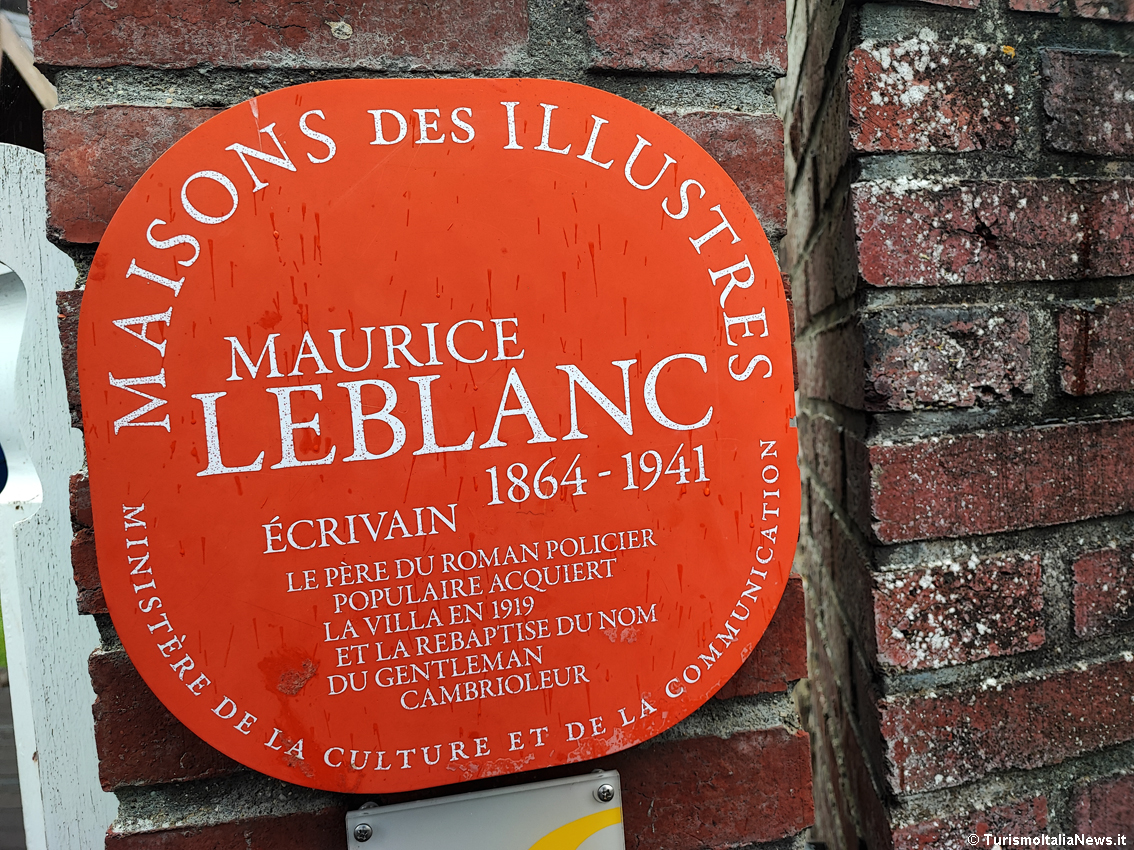 MAISONS DES ILLUSTRES
MAURICE
LEBLANC
1864 - 1941
ÉCRIVAIN
LE PÈRE DU ROMAN POLICIER
POPULAIRE ACQUIERT
LA VILLA EN 1919
ET LA REBAPTISE DU NOM
DU GENTLEMAN
CAMBRIOLEUR
MINISTÈRE DE LA CULTURE ET DE LA COMMUNICATION
© TurismoItaliaNews.it